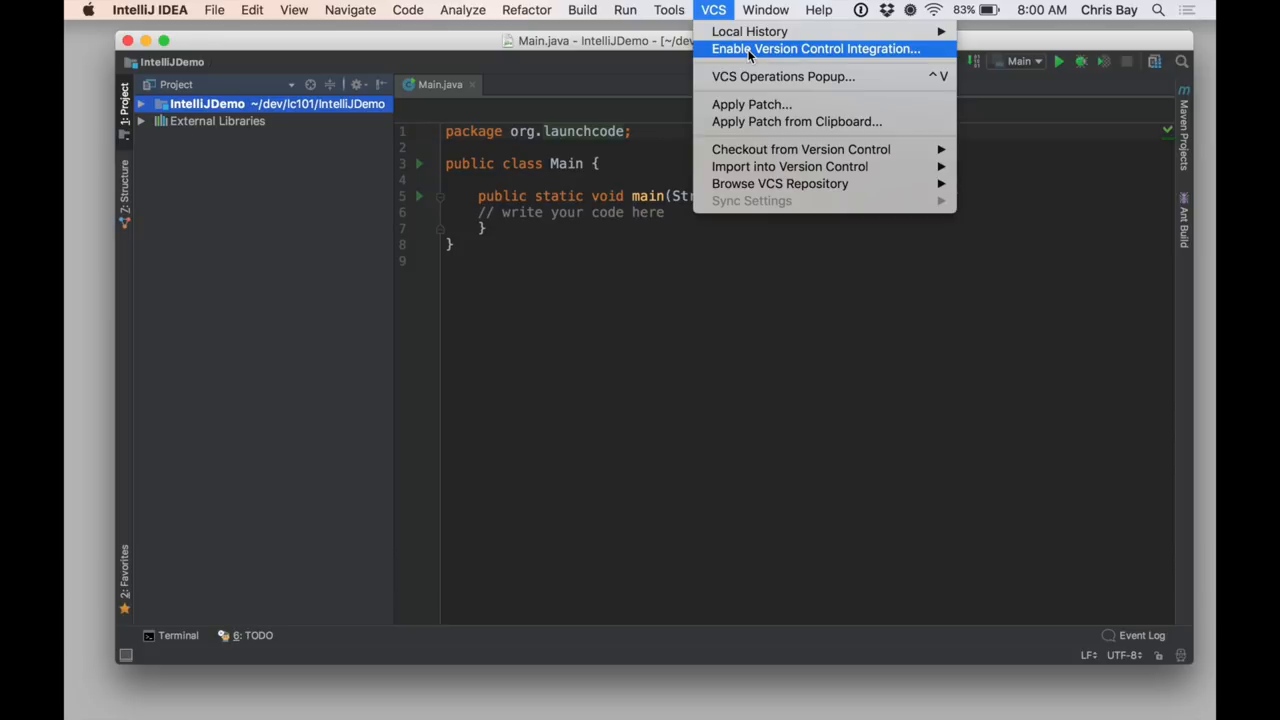 IntelliJ IDEA File Edit View Navigate Code Analyze Refactor Build Run Tools VCS Window Help 83% 8:00 AM Chris Bay
Main.java - IntelliJDemo - [~/dev
Local History
Enable Version Control Integration...
VCS Operations Popup... ^V
Apply Patch...
Apply Patch from Clipboard...
Checkout from Version Control
Import into Version Control
Browse VCS Repository
Sync Settings
IntelliJDemo
Main
1: Project
Z: Structure
2: Favorites
Project
IntelliJDemo ~/dev/lc101/IntelliJDemo
External Libraries
Main.java
1 package org.launchcode;
2
3 public class Main {
4
5 public static void main(St
6 // write your code here
7 }
8 }
9
Maven Projects
Ant Build
Terminal
6: TODO
Event Log
LF UTF-8